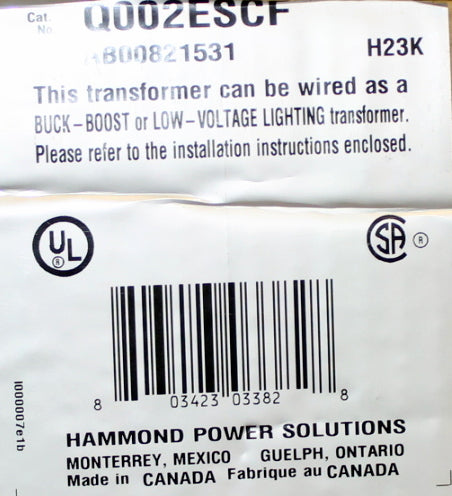 Cat. No Q002ESCF
AB00821531 H23K
This transformer can be wired as a
BUCK-BOOST or LOW-VOLTAGE LIGHTING transformer.
Please refer to the installation instructions enclosed.
UL ® SA ®
8 03423 03382 8
I000007e1b
HAMMOND POWER SOLUTIONS
MONTERREY, MEXICO GUELPH, ONTARIO
Made in CANADA Fabrique au CANADA